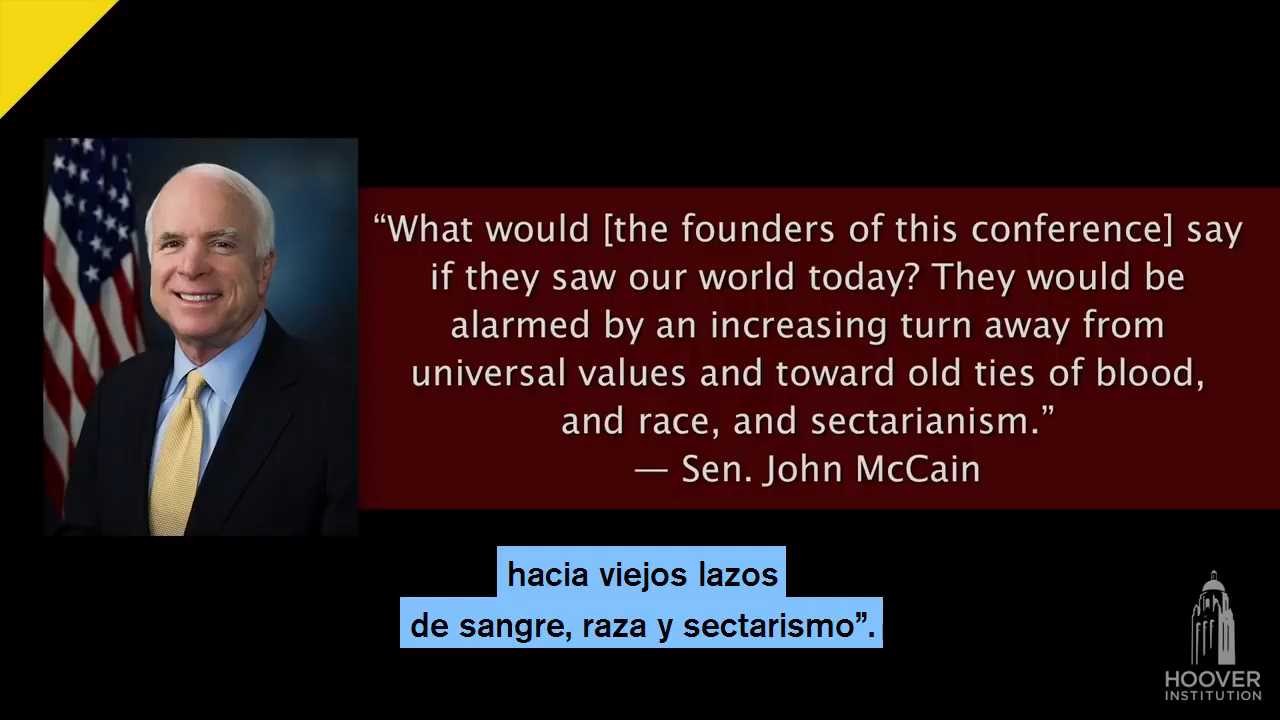 “What would [the founders of this conference] say
if they saw our world today? They would be
alarmed by an increasing turn away from
universal values and toward old ties of blood,
and race, and sectarianism.”
— Sen. John McCain
hacia viejos lazos
de sangre, raza y sectarismo”.
HOOVER
INSTITUTION